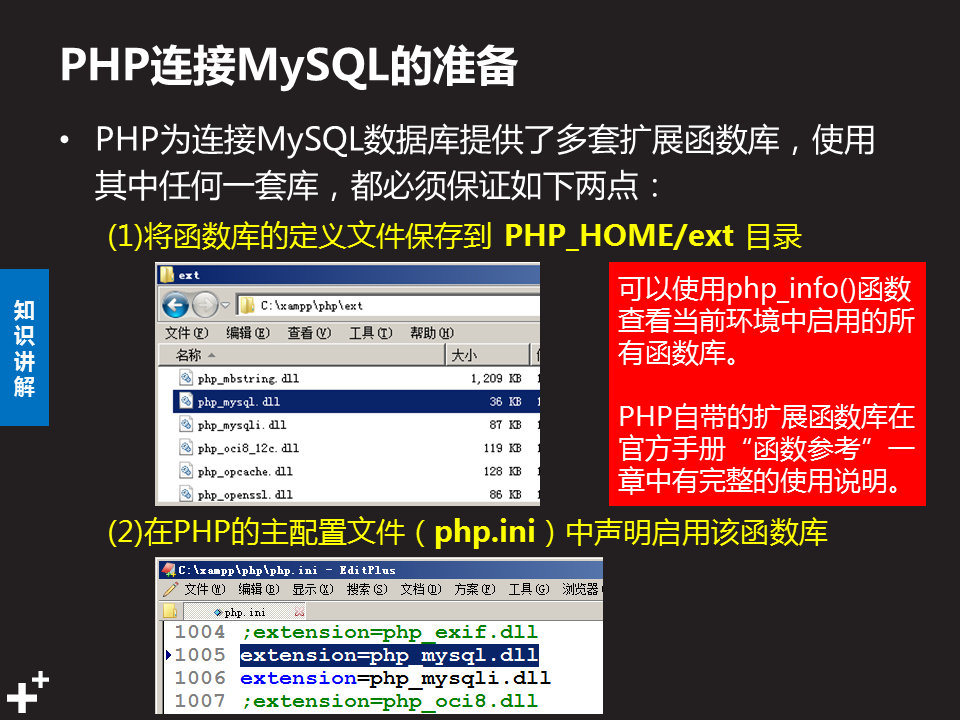 PHP连接MySQL的准备
• PHP为连接MySQL数据库提供了多套扩展函数库，使用
其中任何一套库，都必须保证如下两点：
(1)将函数库的定义文件保存到 PHP_HOME/ext 目录
知识讲解
ext
C:\xampp\php\ext
文件(F) 编辑(E) 查看(V) 工具(T) 帮助(H)
名称 大小
php_mbstring.dll 1,209 KB
php_mysql.dll 36 KB
php_mysqli.dll 87 KB
php_oci8_12c.dll 119 KB
php_opcache.dll 128 KB
php_openssl.dll 86 KB
可以使用php_info()函数
查看当前环境中启用的所
有函数库。
PHP自带的扩展函数库在
官方手册“函数参考”一
章中有完整的使用说明。
(2)在PHP的主配置文件（php.ini）中声明启用该函数库
C:\xampp\php\php.ini - EditPlus
文件(F) 编辑(E) 显示(X) 搜索(S) 文档(D) 方案(P) 工具(G) 浏览器
php.ini
1004 ;extension=php_exif.dll
1005 extension=php_mysql.dll
1006 extension=php_mysqli.dll
1007 ;extension=php_oci8.dll